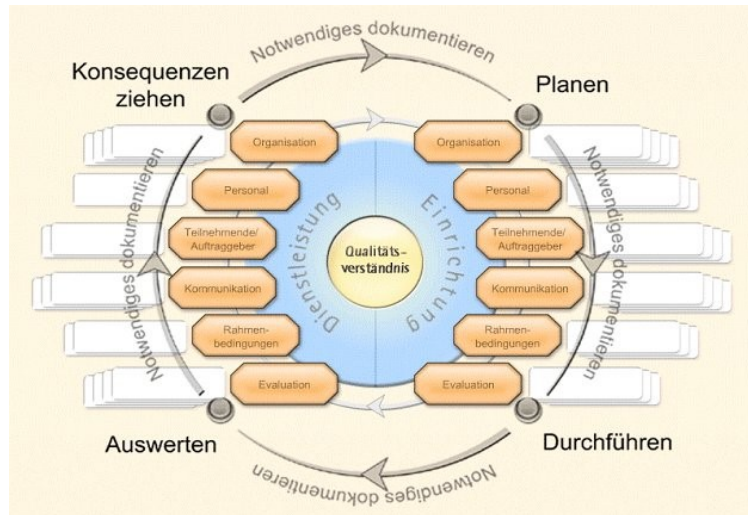 Notwendiges dokumentieren
Konsequenzen
ziehen
Planen
Organisation
Organisation
Notwendiges dokumentieren
Notwendiges dokumentieren
Personal
Personal
Dienstleistung
Einrichtung
Teilnehmende/
Auftraggeber
Teilnehmende/
Auftraggeber
Qualitäts-
verständnis
Kommunikation
Kommunikation
Rahmen-
bedingungen
Rahmen-
bedingungen
Evaluation
Evaluation
Auswerten
Durchführen
Notwendiges dokumentieren